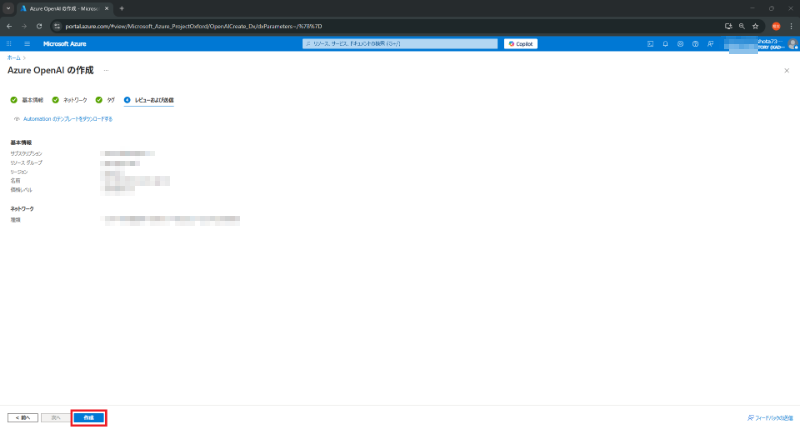 Azure OpenAI の作成 - Microso
portal.azure.com/#view/Microsoft_Azure_ProjectOxford/OpenAICreate_Dx/dxParameters~/%7B%7D
Microsoft Azure
リソース、サービス、ドキュメントの検索 (G+/)
Copilot
ホーム >
Azure OpenAI の作成 ...
基本情報
ネットワーク
タグ
4 レビューおよび送信
Automation のテンプレートをダウンロードする
基本情報
サブスクリプション
リソース グループ
リージョン
名前
価格レベル
ネットワーク
種類
< 前へ
次へ
作成
フィードバックの送信